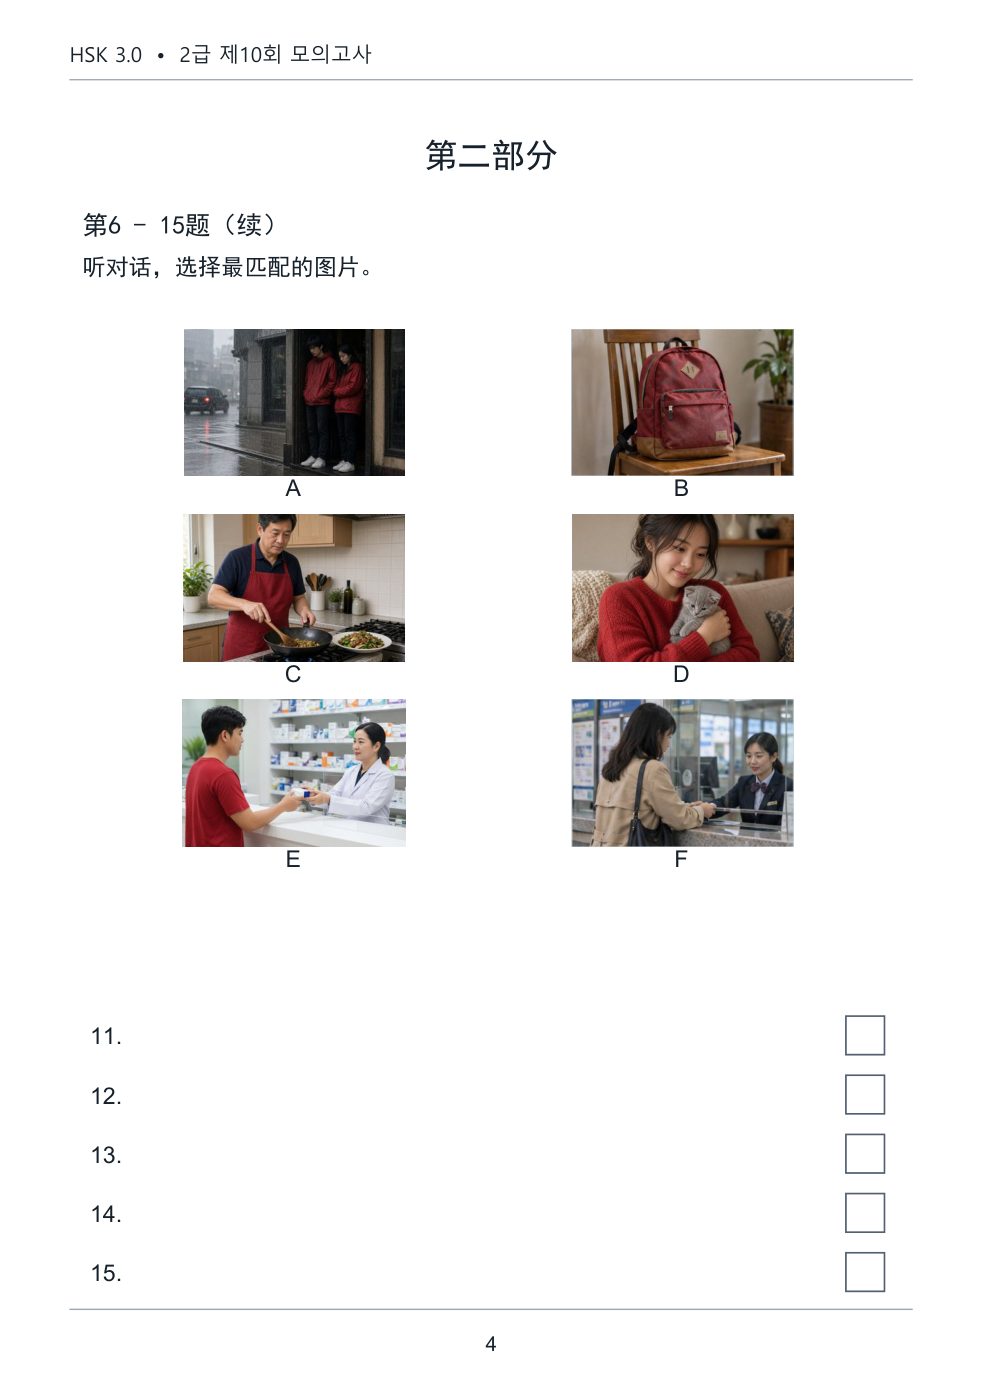 HSK 3.0 • 2급 제10회 모의고사
第二部分
第6 – 15题（续）
听对话，选择最匹配的图片。
A
B
C
D
E
F
11.
12.
13.
14.
15.
4